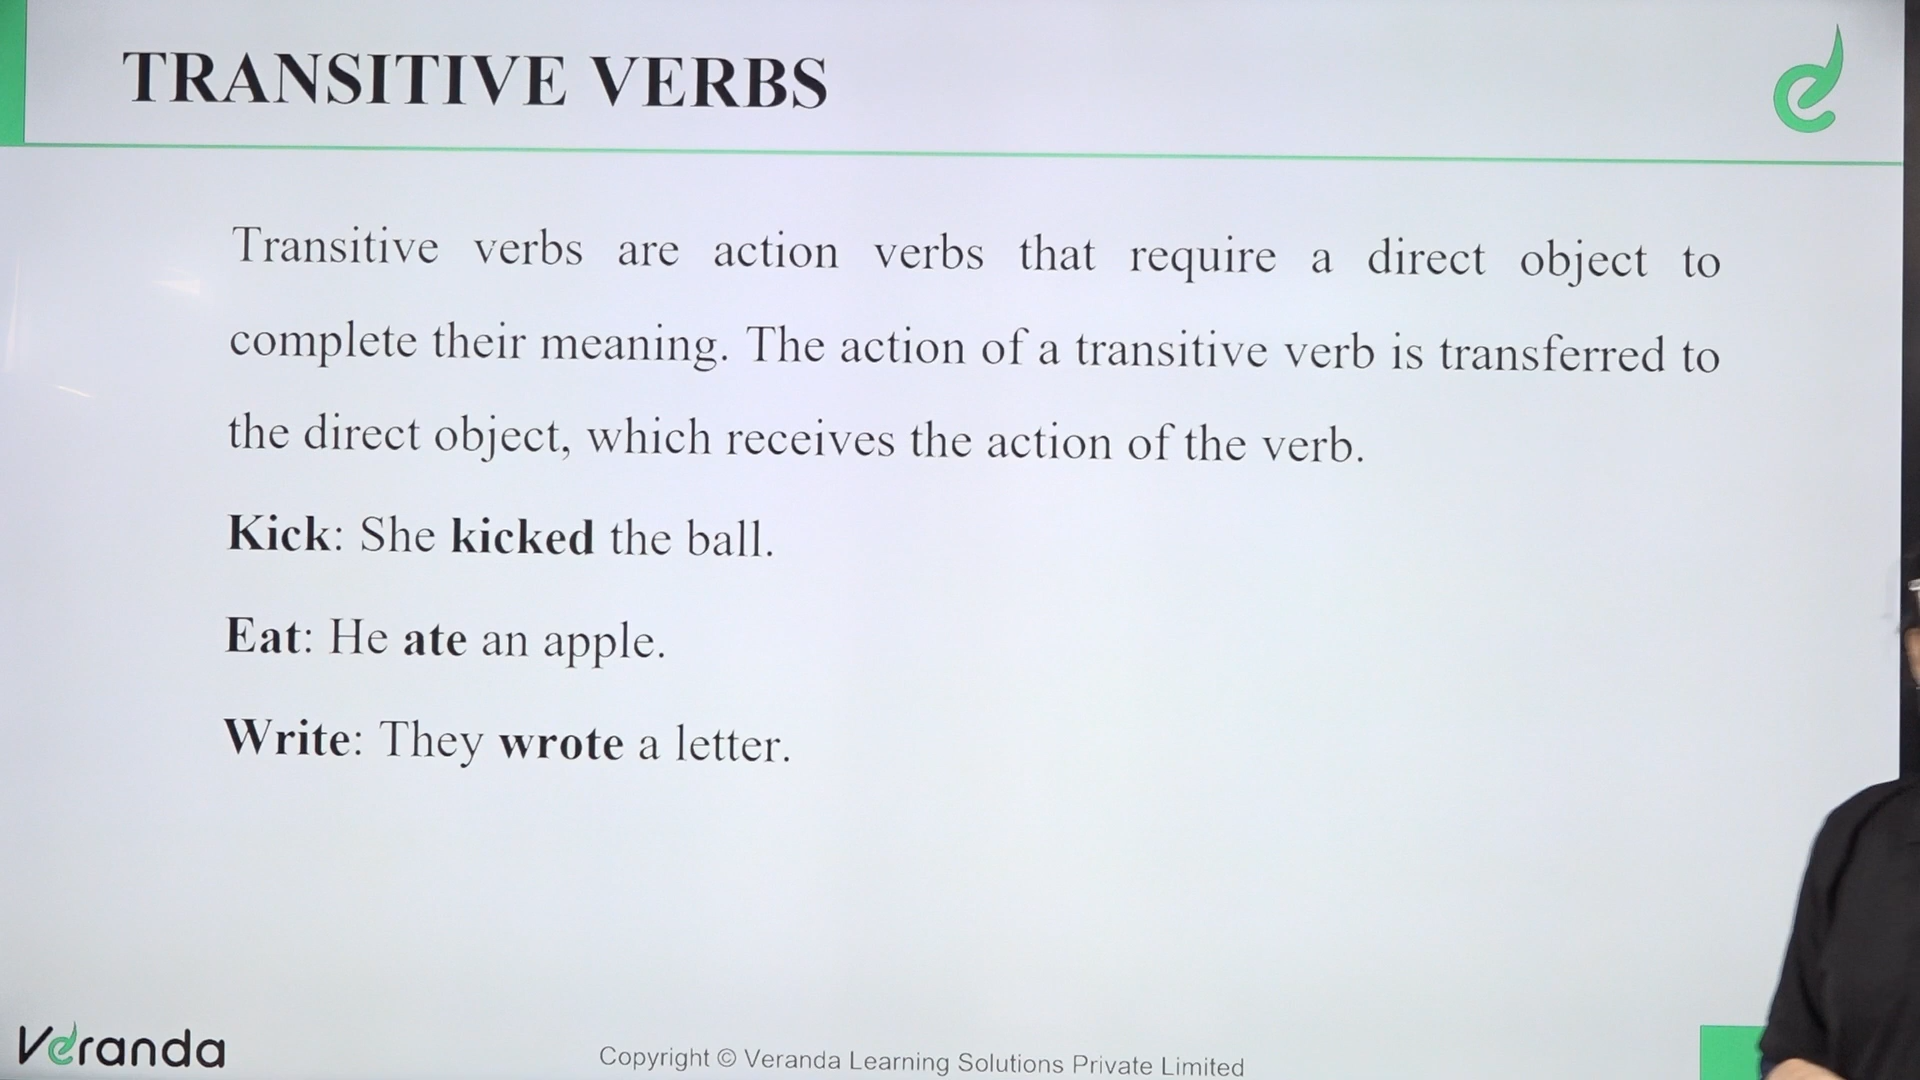 TRANSITIVE VERBS
Transitive verbs are action verbs that require a direct object to
complete their meaning. The action of a transitive verb is transferred to
the direct object, which receives the action of the verb.
Kick: She kicked the ball.
Eat: He ate an apple.
Write: They wrote a letter.
Veranda
Copyright © Veranda Learning Solutions Private Limited